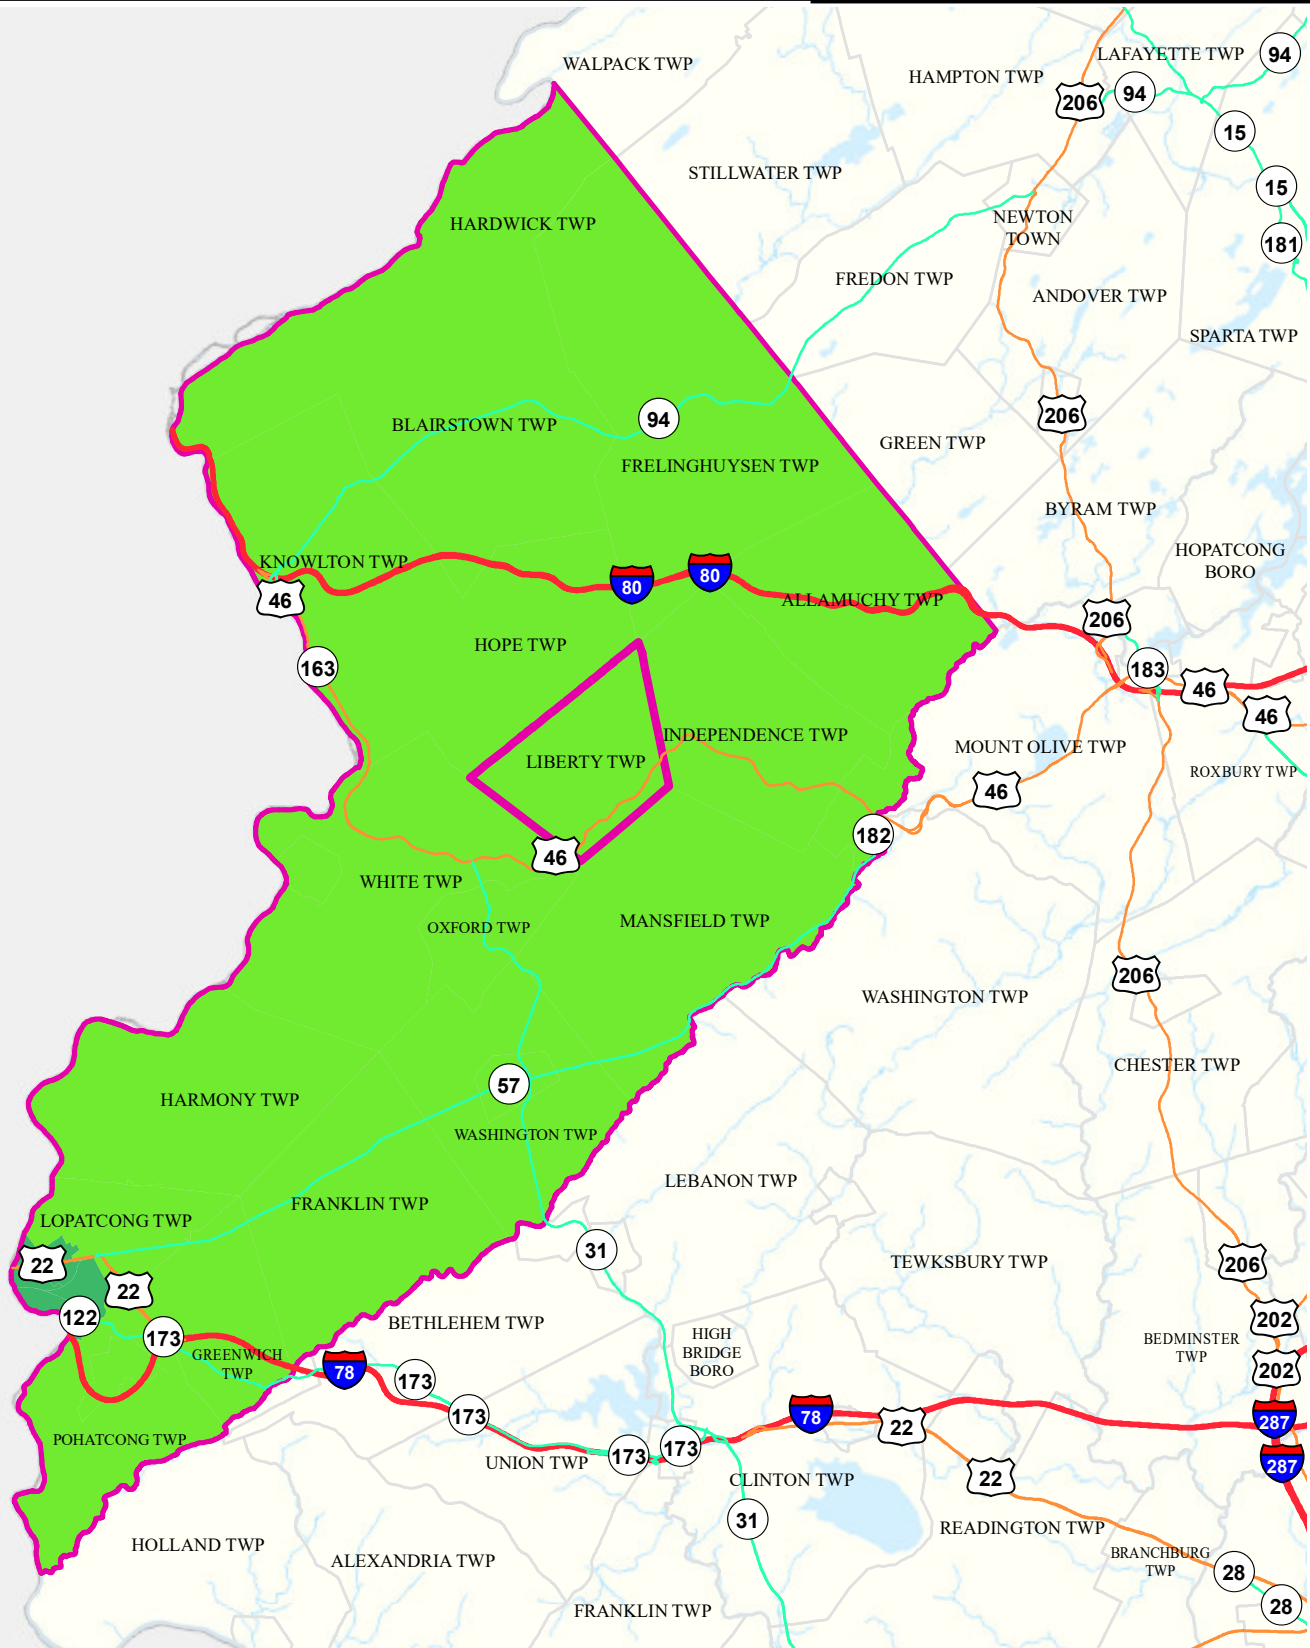 WALPACK TWP
HAMPTON TWP
LAFAYETTE TWP
94
206
94
15
STILLWATER TWP
15
HARDWICK TWP
NEWTON
TOWN
181
FREDON TWP
ANDOVER TWP
SPARTA TWP
BLAIRSTOWN TWP
94
206
GREEN TWP
FRELINGHUYSEN TWP
BYRAM TWP
HOPATCONG
BORO
KNOWLTON TWP
80
80
46
ALLAMUCHY TWP
206
HOPE TWP
163
183
46
46
INDEPENDENCE TWP
LIBERTY TWP
MOUNT OLIVE TWP
ROXBURY TWP
46
182
46
WHITE TWP
OXFORD TWP
MANSFIELD TWP
206
WASHINGTON TWP
CHESTER TWP
57
HARMONY TWP
WASHINGTON TWP
LEBANON TWP
FRANKLIN TWP
LOPATCONG TWP
31
22
TEWKSBURY TWP
206
22
122
BETHLEHEM TWP
202
173
HIGH
BRIDGE
BORO
BEDMINSTER
TWP
GREENWICH
TWP
78
202
173
78
173
22
287
POHATCONG TWP
173
173
UNION TWP
287
CLINTON TWP
22
31
READINGTON TWP
HOLLAND TWP
ALEXANDRIA TWP
BRANCHBURG
TWP
28
28
FRANKLIN TWP